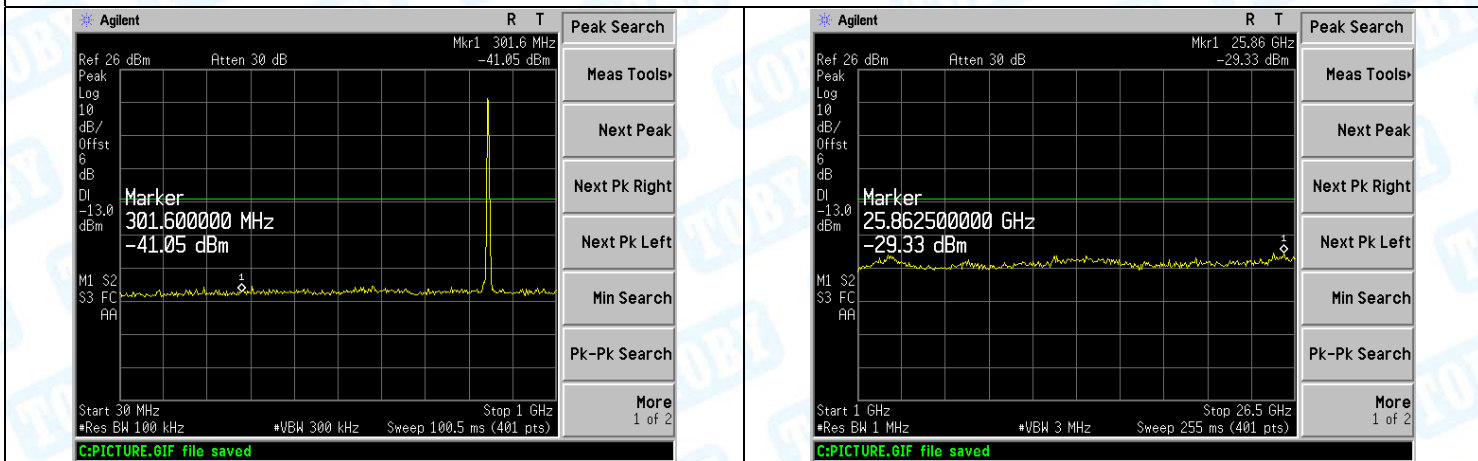 Agilent R T
Peak Search
Mkr1 301.6 MHz
Ref 26 dBm Atten 30 dB -41.05 dBm
Peak
Log
10
dB/
Offst
6
dB
DI
-13.0
dBm
Marker
301.600000 MHz
-41.05 dBm
1
M1 S2
S3 FC
AA
Start 30 MHz Stop 1 GHz
#Res BW 100 kHz #VBW 300 kHz Sweep 100.5 ms (401 pts)
C:PICTURE.GIF file saved
Meas Tools
Next Peak
Next Pk Right
Next Pk Left
Min Search
Pk-Pk Search
More
1 of 2
Agilent R T
Peak Search
Mkr1 25.86 GHz
Ref 26 dBm Atten 30 dB -29.33 dBm
Peak
Log
10
dB/
Offst
6
dB
DI
-13.0
dBm
Marker
25.862500000 GHz
-29.33 dBm
1
M1 S2
S3 FC
AA
Start 1 GHz Stop 26.5 GHz
#Res BW 1 MHz #VBW 3 MHz Sweep 255 ms (401 pts)
C:PICTURE.GIF file saved
Meas Tools
Next Peak
Next Pk Right
Next Pk Left
Min Search
Pk-Pk Search
More
1 of 2
TOBY